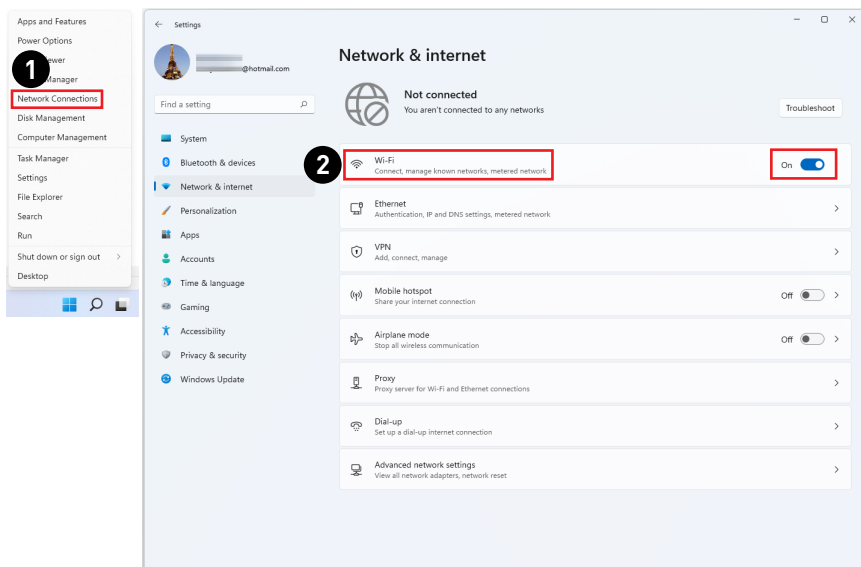 Apps and Features
Power Options
ewer
1
Manager
Network Connections
Disk Management
Computer Management
Task Manager
Settings
File Explorer
Search
Run
Shut down or sign out
Desktop
Settings
@hotmail.com
Find a setting
System
Bluetooth & devices
Network & internet
Personalization
Apps
Accounts
Time & language
Gaming
Accessibility
Privacy & security
Windows Update
Network & internet
Not connected
You aren't connected to any networks
Troubleshoot
2
Wi-Fi
Connect, manage known networks, metered network
On
Ethernet
Authentication, IP and DNS settings, metered network
VPN
Add, connect, manage
Mobile hotspot
Share your internet connection
Off
Airplane mode
Stop all wireless communication
Off
Proxy
Proxy server for Wi-Fi and Ethernet connections
Dial-up
Set up a dial-up internet connection
Advanced network settings
View all network adapters, network reset